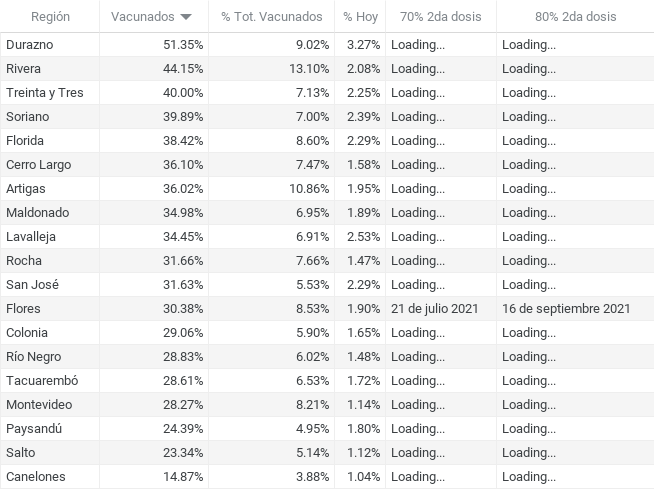 Región Vacunados % Tot. Vacunados % Hoy 70% 2da dosis 80% 2da dosis
Durazno 51.35% 9.02% 3.27% Loading... Loading...
Rivera 44.15% 13.10% 2.08% Loading... Loading...
Treinta y Tres 40.00% 7.13% 2.25% Loading... Loading...
Soriano 39.89% 7.00% 2.39% Loading... Loading...
Florida 38.42% 8.60% 2.29% Loading... Loading...
Cerro Largo 36.10% 7.47% 1.58% Loading... Loading...
Artigas 36.02% 10.86% 1.95% Loading... Loading...
Maldonado 34.98% 6.95% 1.89% Loading... Loading...
Lavalleja 34.45% 6.91% 2.53% Loading... Loading...
Rocha 31.66% 7.66% 1.47% Loading... Loading...
San José 31.63% 5.53% 2.29% Loading... Loading...
Flores 30.38% 8.53% 1.90% 21 de julio 2021 16 de septiembre 2021
Colonia 29.06% 5.90% 1.65% Loading... Loading...
Río Negro 28.83% 6.02% 1.48% Loading... Loading...
Tacuarembó 28.61% 6.53% 1.72% Loading... Loading...
Montevideo 28.27% 8.21% 1.14% Loading... Loading...
Paysandú 24.39% 4.95% 1.80% Loading... Loading...
Salto 23.34% 5.14% 1.12% Loading... Loading...
Canelones 14.87% 3.88% 1.04% Loading... Loading...